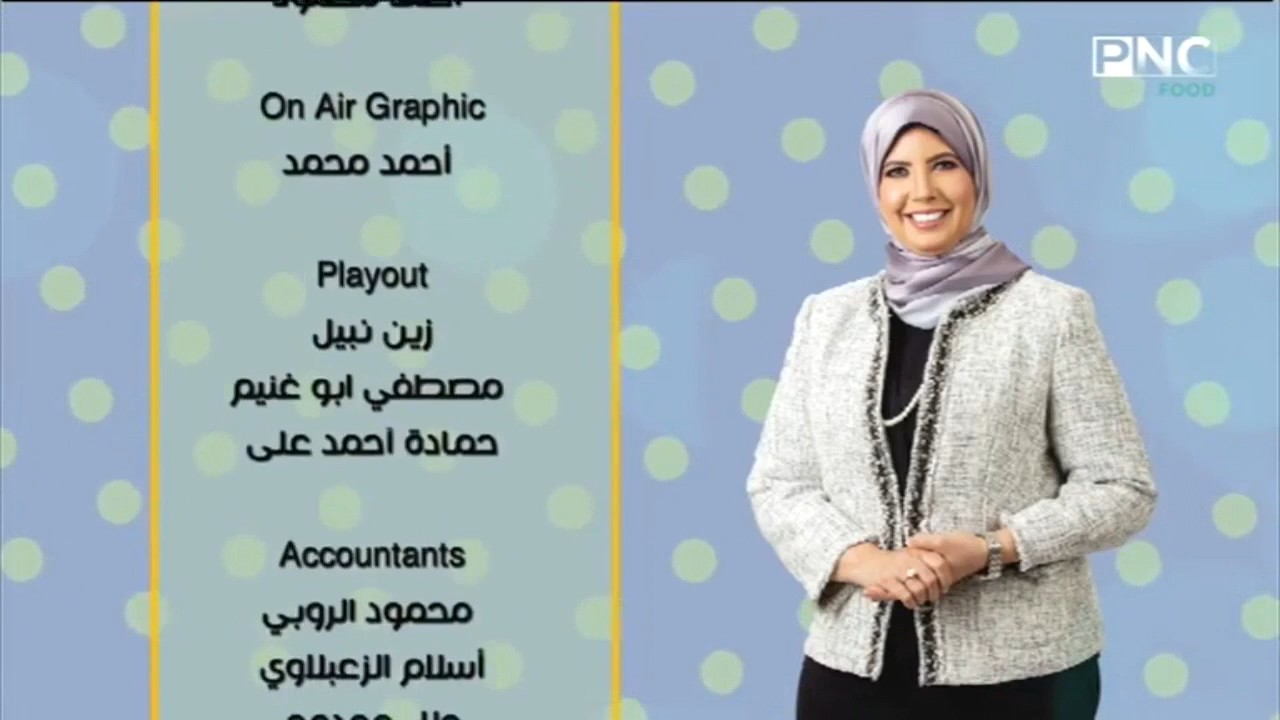 PNC
FOOD
On Air Graphic
أحمد محمد
Playout
زين نبيل
مصطفي ابو غنيم
حمادة أحمد على
Accountants
محمود الروبي
أسلام الزعبلاوي